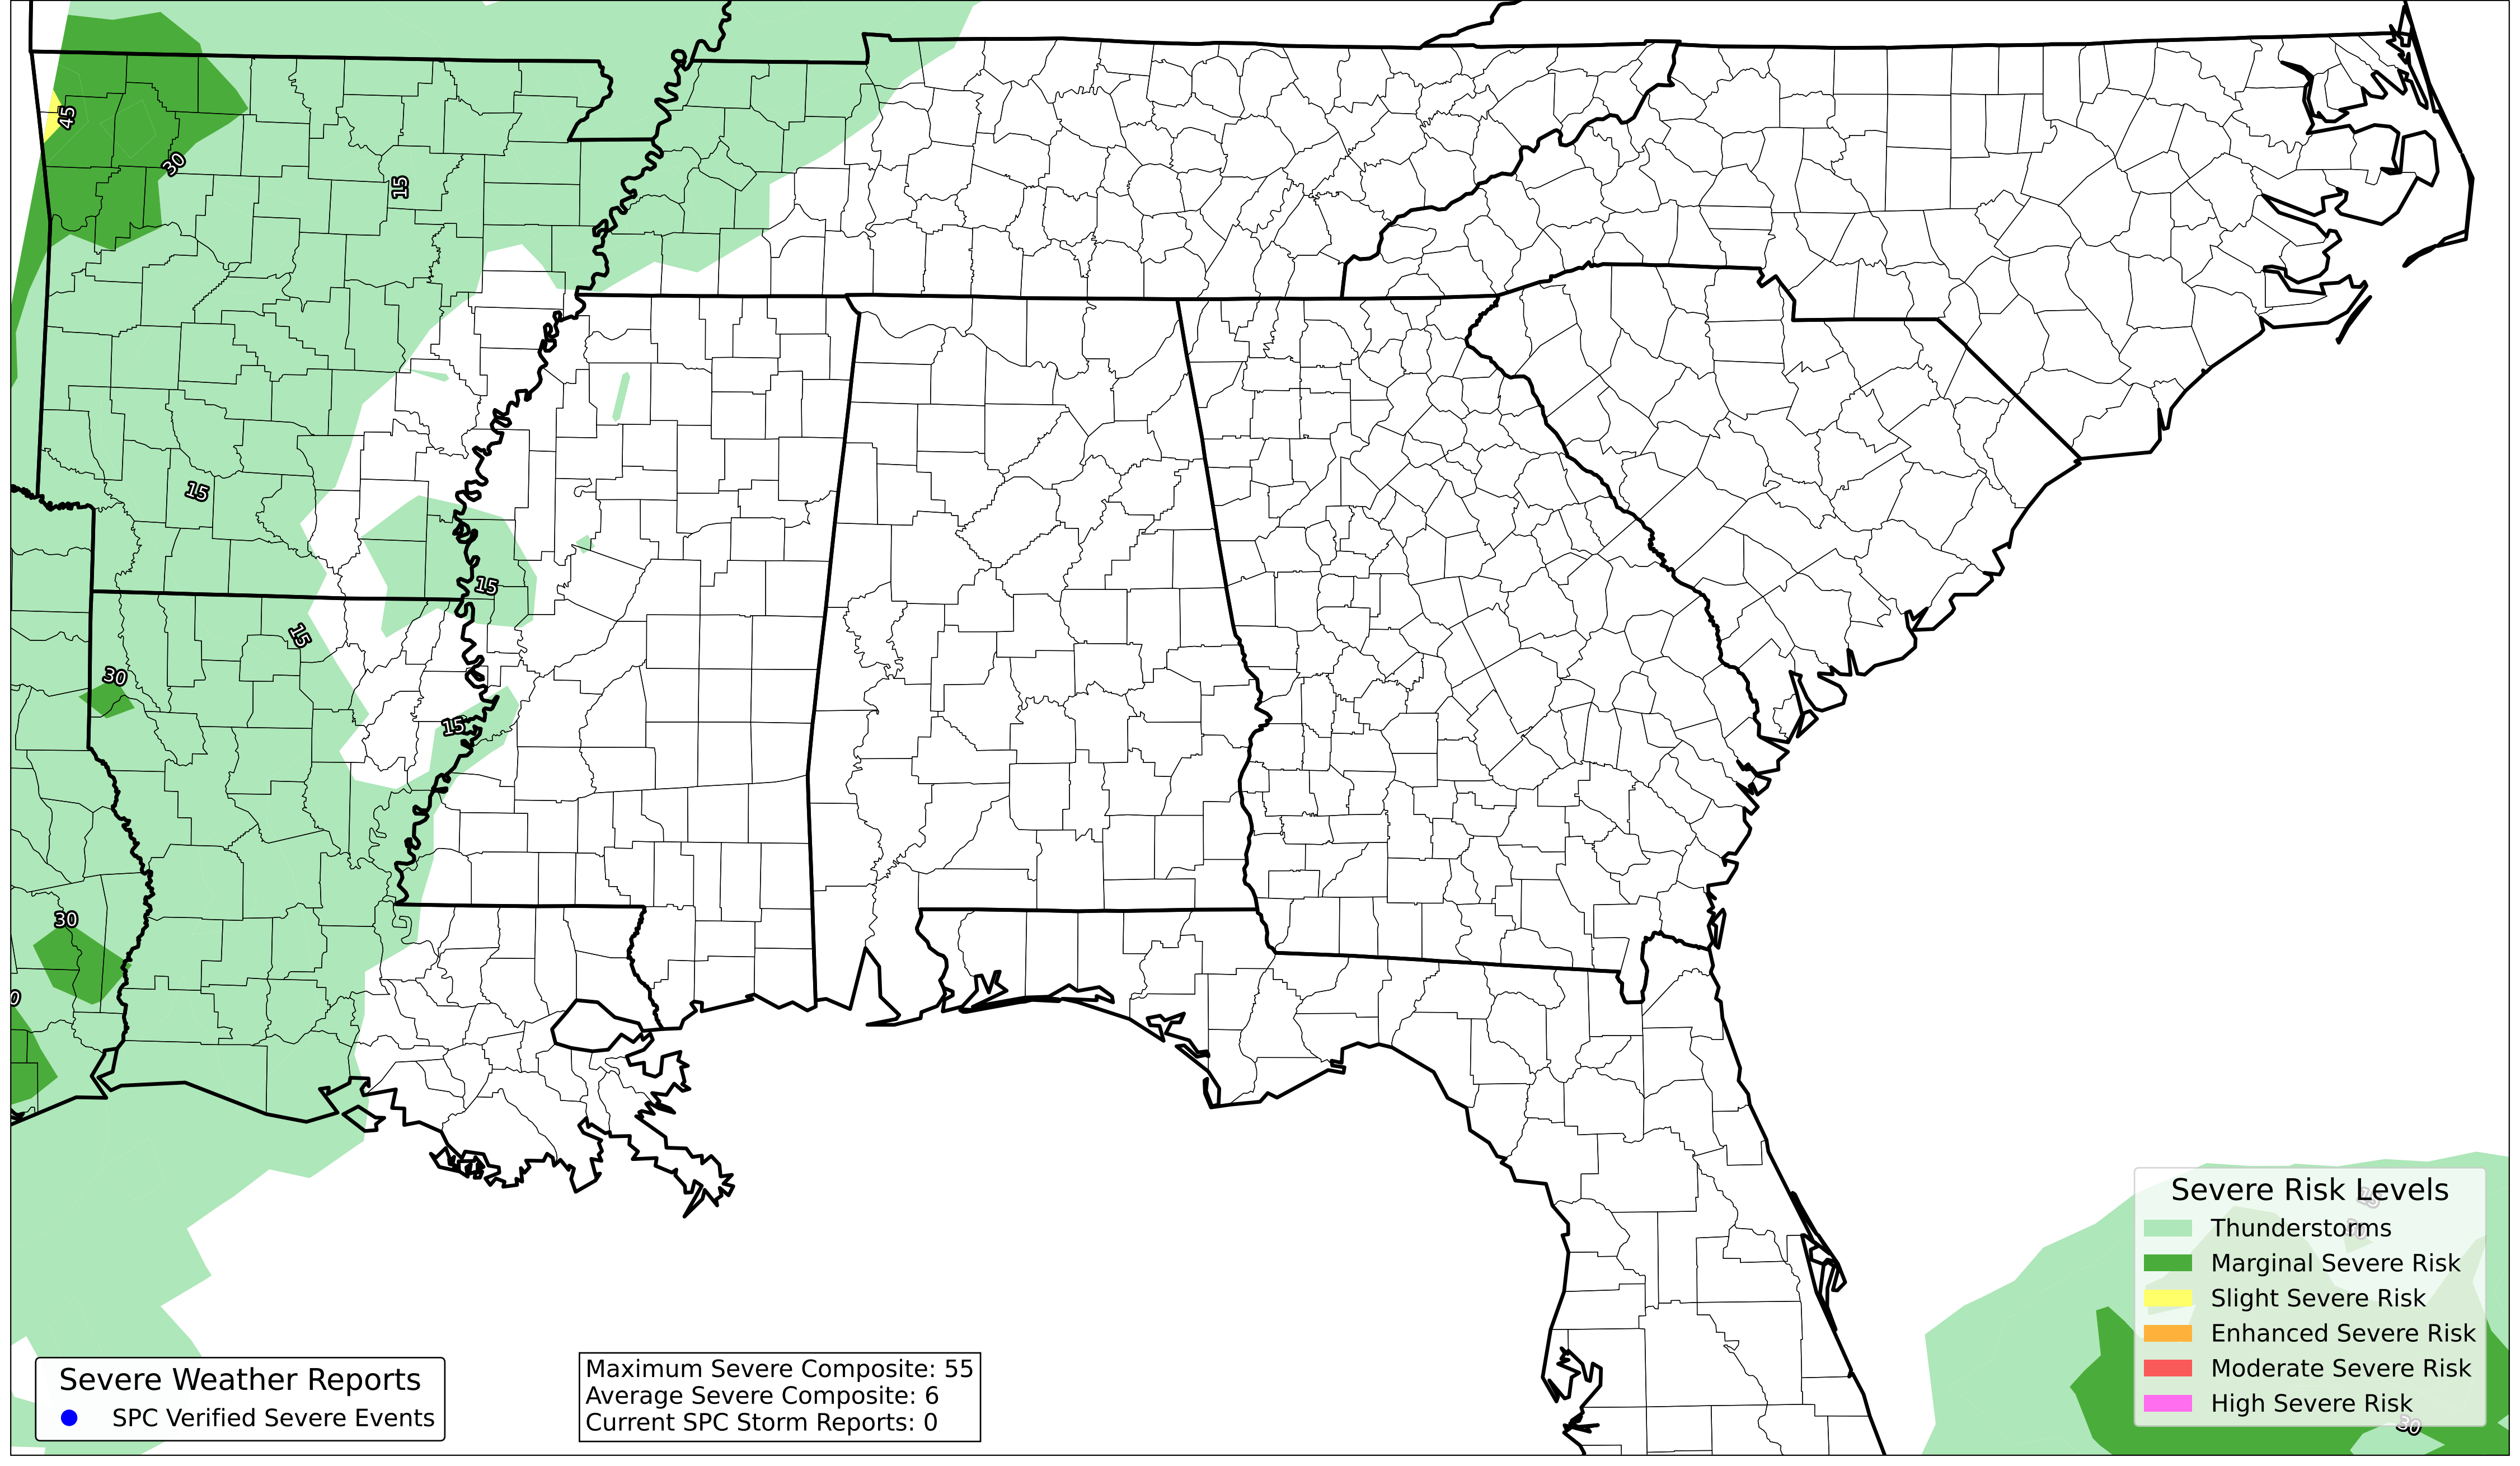 45
30
15
15
15
15
30
15
30
0
Severe Risk Levels
Thunderstorms
Marginal Severe Risk
Slight Severe Risk
Enhanced Severe Risk
Moderate Severe Risk
High Severe Risk
30
Severe Weather Reports
SPC Verified Severe Events
Maximum Severe Composite: 55
Average Severe Composite: 6
Current SPC Storm Reports: 0